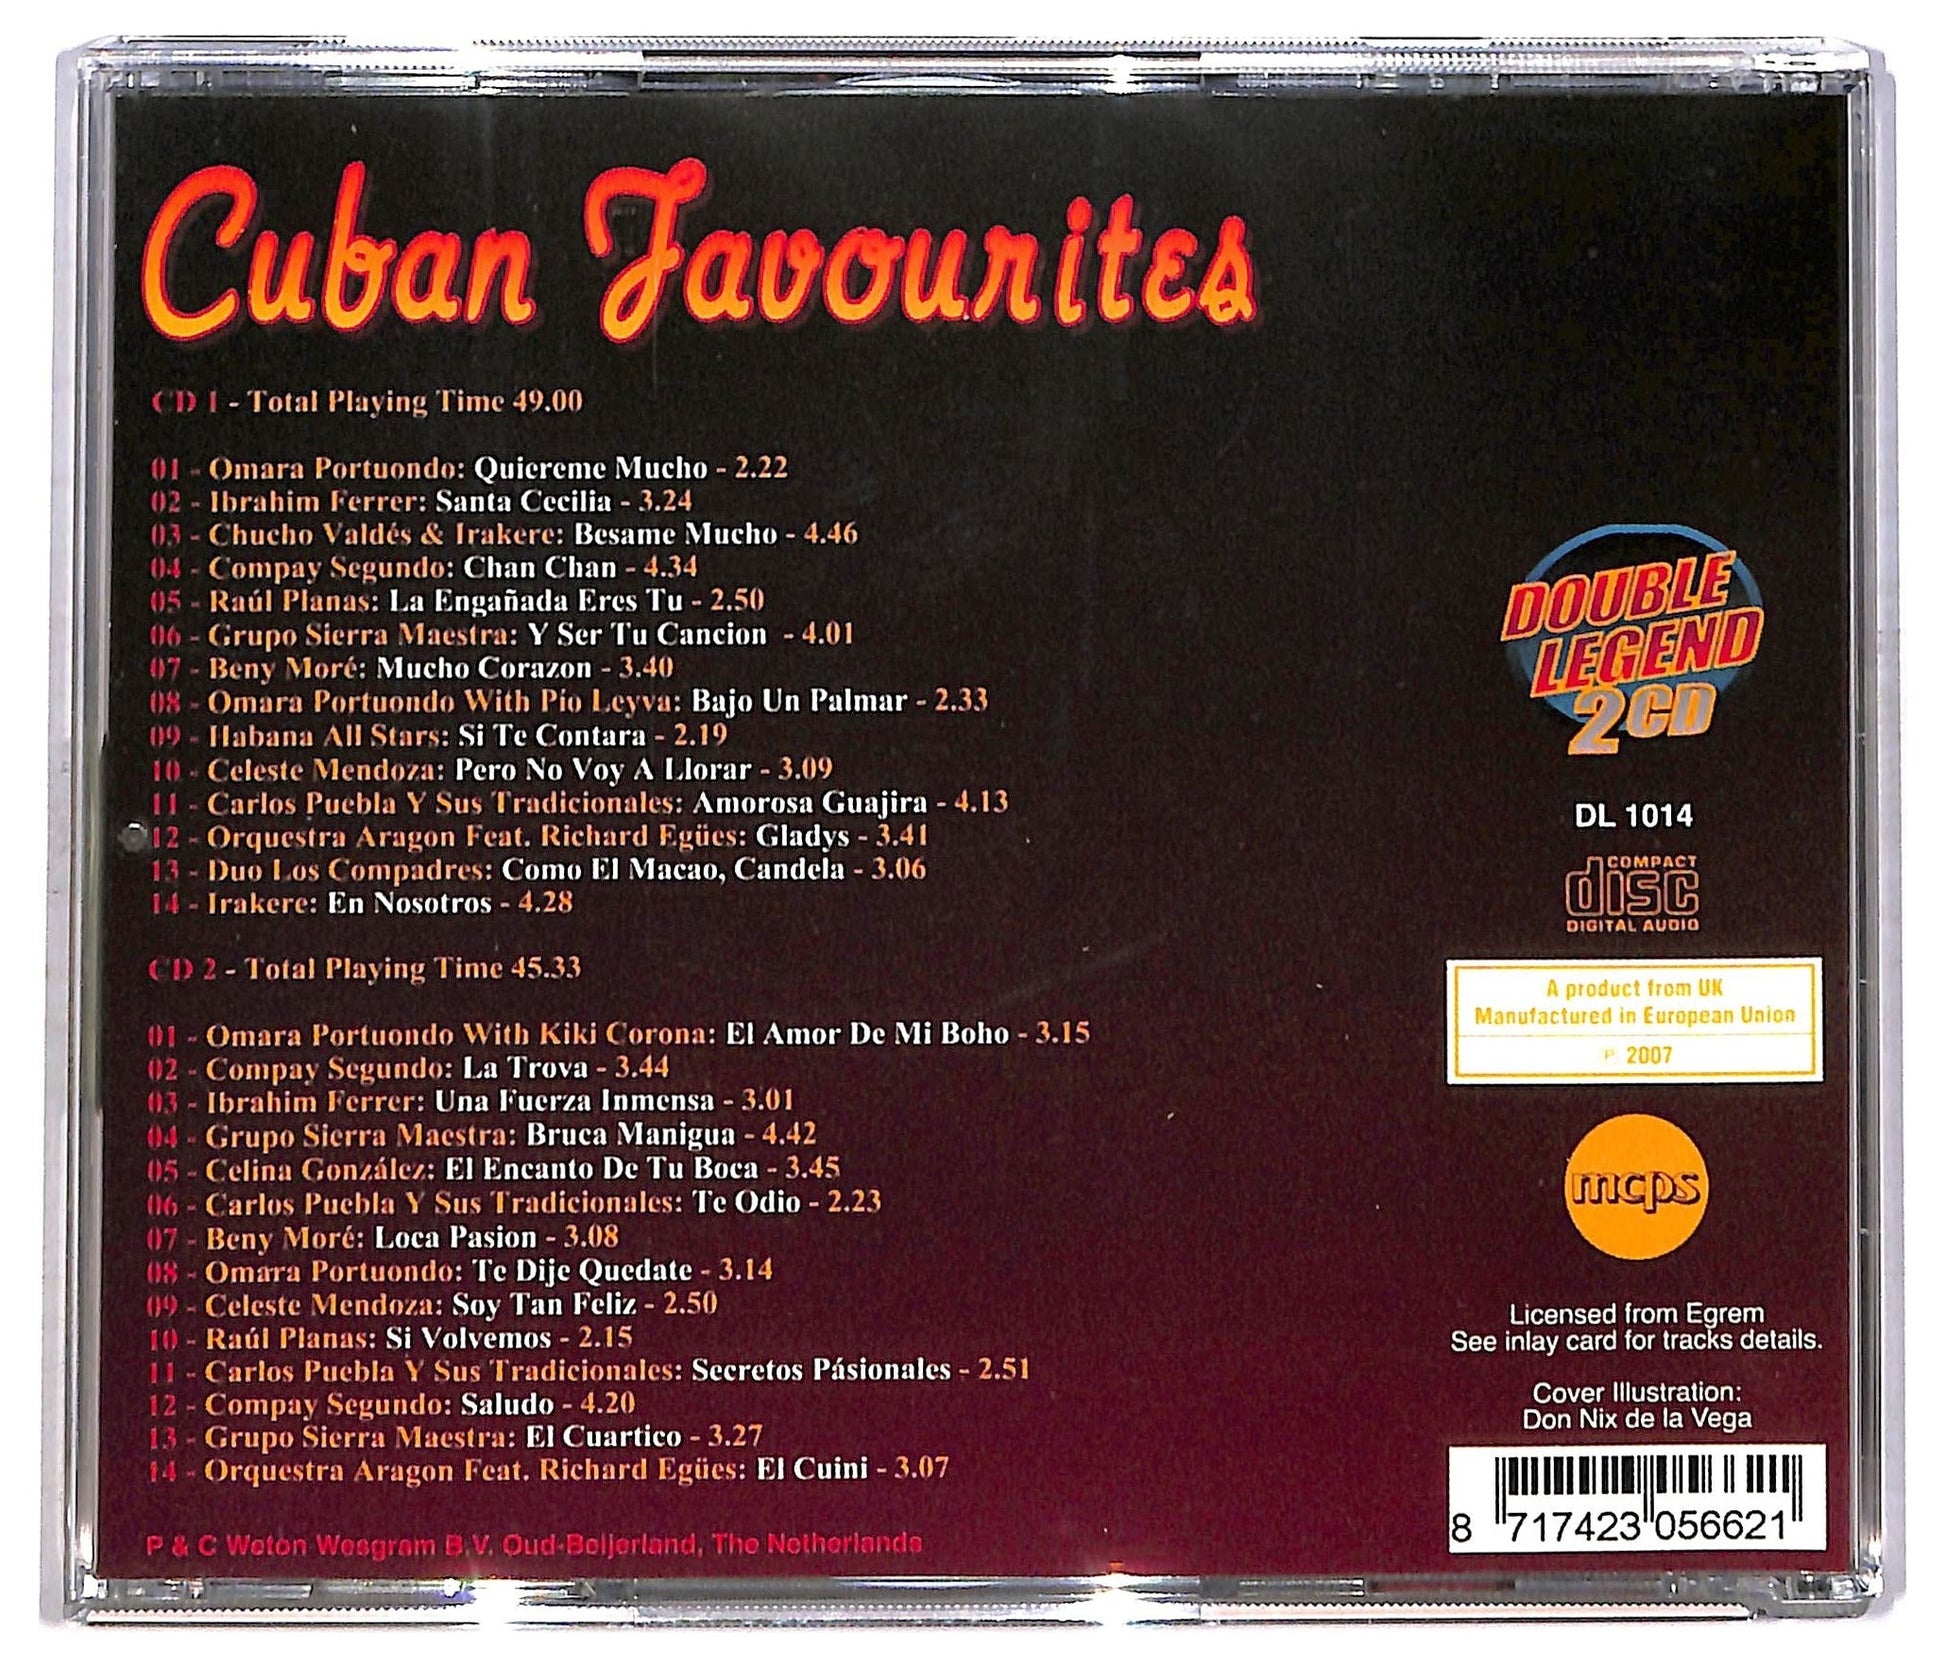 Cuban Favourites
CD 1 - Total Playing Time 49.00
01 - Omara Portuondo: Quiereme Mucho - 2.22
02 - Ibrahim Ferrer: Santa Cecilia - 3.24
03 - Chucho Valdés & Irakere: Besame Mucho - 4.46
04 - Compay Segundo: Chan Chan - 4.34
05 - Raúl Planas: La Engañada Eres Tu - 2.50
06 - Grupo Sierra Maestra: Y Ser Tu Cancion - 4.01
07 - Beny Moré: Mucho Corazon - 3.40
08 - Omara Portuondo With Pio Leyva: Bajo Un Palmar - 2.33
09 - Habana All Stars: Si Te Contara - 2.19
10 - Celeste Mendoza: Pero No Voy A Llorar - 3.09
11 - Carlos Puebla Y Sus Tradicionales: Amorosa Guajira - 4.13
12 - Orquestra Aragon Feat. Richard Egües: Gladys - 3.41
13 - Duo Los Compadres: Como El Macao, Candela - 3.06
14 - Irakere: En Nosotros - 4.28
CD 2 - Total Playing Time 45.33
01 - Omara Portuondo With Kiki Corona: El Amor De Mi Boho - 3.15
02 - Compay Segundo: La Trova - 3.44
03 - Ibrahim Ferrer: Una Fuerza Inmensa - 3.01
04 - Grupo Sierra Maestra: Bruca Manigua - 4.42
05 - Celina González: El Encanto De Tu Boca - 3.45
06 - Carlos Puebla Y Sus Tradicionales: Te Odio - 2.23
07 - Beny Moré: Loca Pasion - 3.08
08 - Omara Portuondo: Te Dije Quedate - 3.14
09 - Celeste Mendoza: Soy Tan Feliz - 2.50
10 - Raúl Planas: Si Volvemos - 2.15
11 - Carlos Puebla Y Sus Tradicionales: Secretos Pásionales - 2.51
12 - Compay Segundo: Saludo - 4.20
13 - Grupo Sierra Maestra: El Cuartico - 3.27
14 - Orquestra Aragon Feat. Richard Egües: El Cuini - 3.07
P & C Weton Wesgram B.V. Oud-Beijerland, The Netherlands
DOUBLE
LEGEND
2CD
DL 1014
COMPACT
disc
DIGITAL AUDIO
A product from UK
Manufactured in European Union
℗ 2007
mcps
Licensed from Egrem
See inlay card for tracks details.
Cover Illustration:
Don Nix de la Vega
8 717423 056621